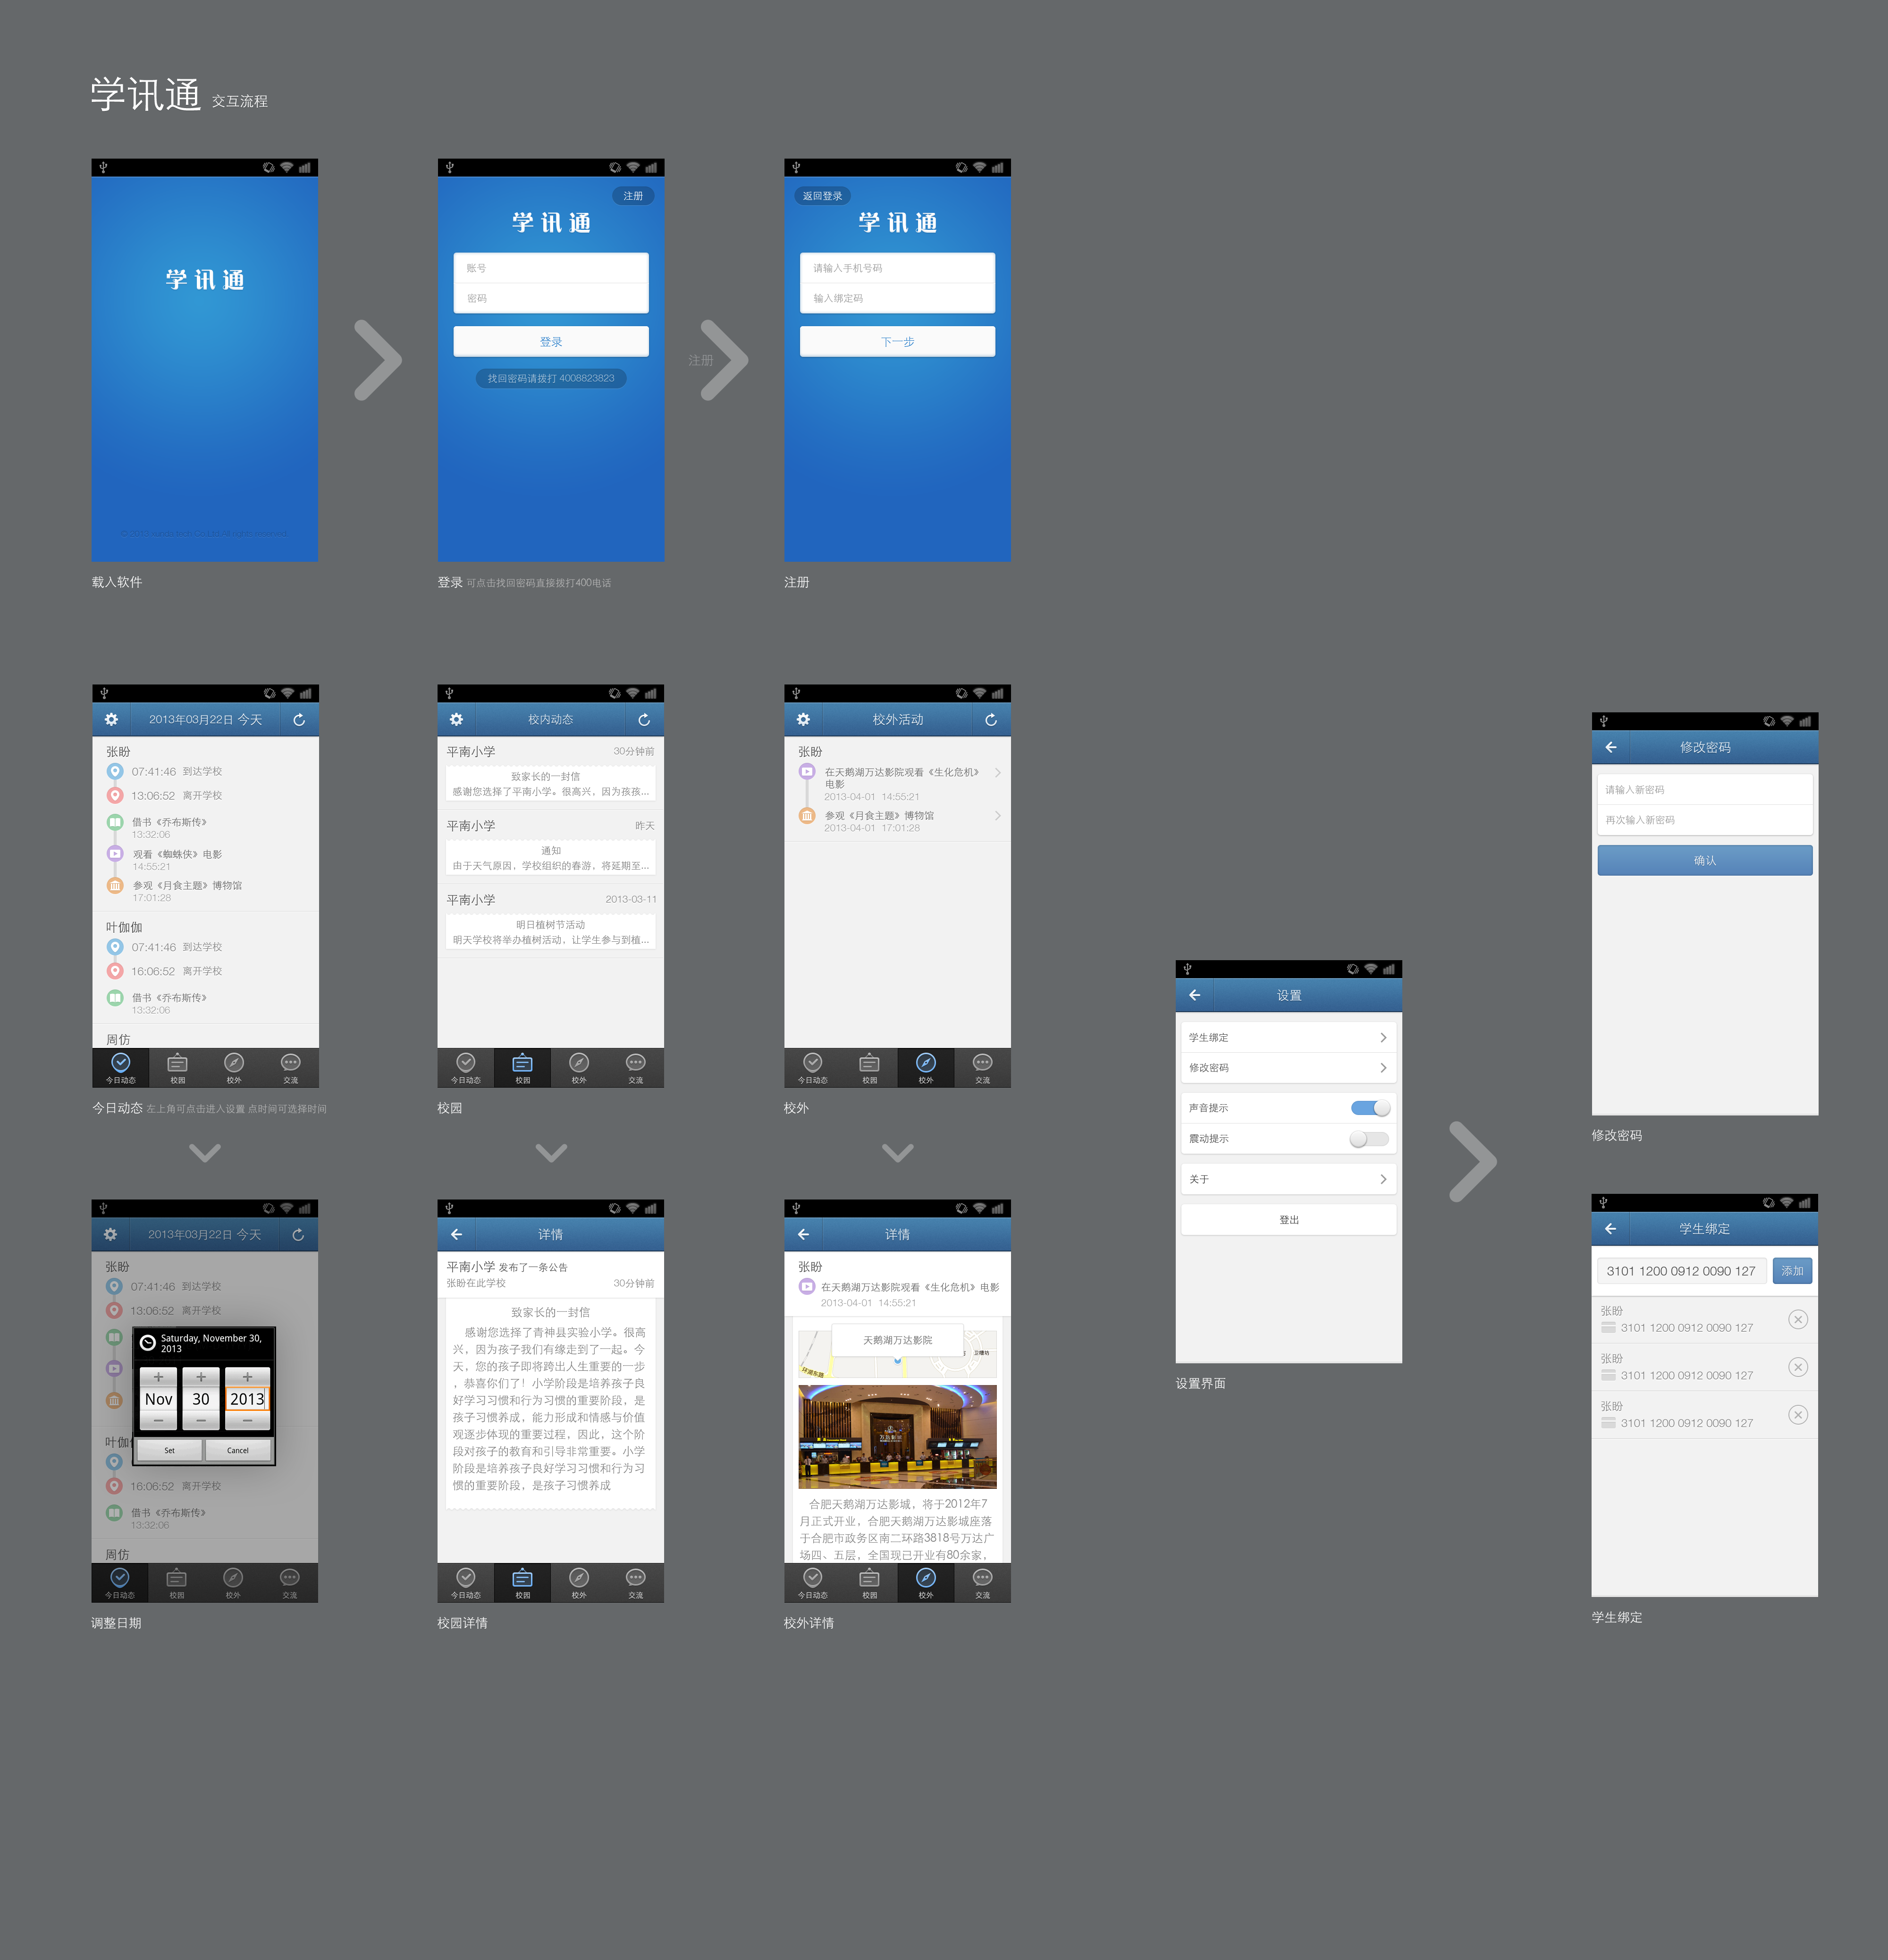 学讯通 交互流程
学讯通
载入软件
注册
学讯通
账号
密码
登录
找回密码请拨打 4008823823
登录 可点击找回密码直接拨打400电话
注册
返回登录
学讯通
请输入手机号码
输入绑定码
下一步
注册
2013年03月22日 今天
张盼
07:41:46 到达学校
13:06:52 离开学校
借书《乔布斯传》
13:32:06
观看《蜘蛛侠》电影
14:55:21
参观《月食主题》博物馆
17:01:28
叶伽伽
07:41:46 到达学校
16:06:52 离开学校
借书《乔布斯传》
13:32:06
周仿
今日动态 校园 校外 交流
今日动态 左上角可点击进入设置 点时间可选择时间
校内动态
平南小学 30分钟前
致家长的一封信
感谢您选择了平南小学。很高兴，因为孩孩...
平南小学 昨天
通知
由于天气原因，学校组织的春游，将延期至...
平南小学 2013-03-11
明日植树节活动
明天学校将举办植树活动，让学生参与到植...
今日动态 校园 校外 交流
校园
校外活动
张盼
在天鹅湖万达影院观看《生化危机》
电影
2013-04-01 14:55:21
参观《月食主题》博物馆
2013-04-01 17:01:28
今日动态 校园 校外 交流
校外
2013年03月22日 今天
张盼
07:41:46 到达学校
13:06:52 离开学校
Saturday, November 30,
2013
Nov 30 2013
Set Cancel
叶伽
16:06:52 离开学校
借书《乔布斯传》
13:32:06
周仿
今日动态 校园 校外 交流
调整日期
详情
平南小学 发布了一条公告
张盼在此学校 30分钟前
致家长的一封信
感谢您选择了青神县实验小学。很高
兴，因为孩子我们有缘走到了一起。今
天，您的孩子即将跨出人生重要的一步
，恭喜你们了！小学阶段是培养孩子良
好学习习惯和行为习惯的重要阶段，是
孩子习惯养成，能力形成和情感与价值
观逐步体现的重要过程，因此，这个阶
段对孩子的教育和引导非常重要。小学
阶段是培养孩子良好学习习惯和行为习
惯的重要阶段，是孩子习惯养成
今日动态 校园 校外 交流
校园详情
详情
张盼
在天鹅湖万达影院观看《生化危机》电影
2013-04-01 14:55:21
天鹅湖万达影院
环湖东路
合肥天鹅湖万达影城，将于2012年7
月正式开业，合肥天鹅湖万达影城座落
于合肥市政务区南二环路3818号万达广
场四、五层，全国现已开业有80余家，
今日动态 校园 校外 交流
校外详情
设置
学生绑定
修改密码
声音提示
震动提示
关于
登出
设置界面
修改密码
请输入新密码
再次输入新密码
确认
修改密码
学生绑定
3101 1200 0912 0090 127 添加
张盼
3101 1200 0912 0090 127
张盼
3101 1200 0912 0090 127
张盼
3101 1200 0912 0090 127
学生绑定